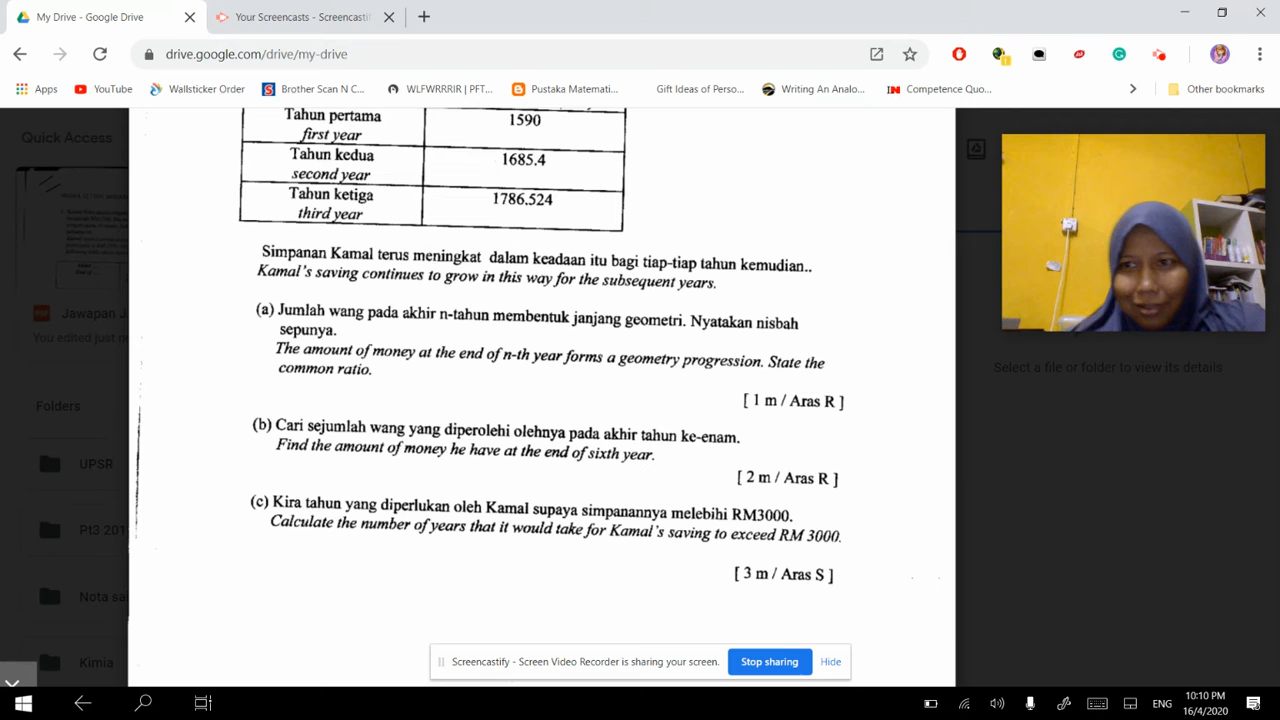 My Drive - Google Drive
Your Screencasts - Screencastif
drive.google.com/drive/my-drive
Apps
YouTube
Wallsticker Order
Brother Scan N C...
WLFWRRRIR | PFT...
Pustaka Matemati...
Gift Ideas of Perso...
Writing An Analo...
Competence Quo...
Other bookmarks
Quick Access
Tahun pertama
first year
1590
Tahun kedua
second year
1685.4
Tahun ketiga
third year
1786.524
Simpanan Kamal terus meningkat dalam keadaan itu bagi tiap-tiap tahun kemudian..
Kamal's saving continues to grow in this way for the subsequent years.
(a) Jumlah wang pada akhir n-tahun membentuk janjang geometri. Nyatakan nisbah
sepunya.
The amount of money at the end of n-th year forms a geometry progression. State the
common ratio.
[ 1 m / Aras R ]
(b) Cari sejumlah wang yang diperolehi olehnya pada akhir tahun ke-enam.
Find the amount of money he have at the end of sixth year.
[ 2 m / Aras R ]
(c) Kira tahun yang diperlukan oleh Kamal supaya simpanannya melebihi RM3000.
Calculate the number of years that it would take for Kamal's saving to exceed RM 3000.
[ 3 m / Aras S ]
Jawapan J
You edited just
Folders
UPSR
Pt3 201
Nota sa
Kimia
Select a file or folder to view its details
Screencastify - Screen Video Recorder is sharing your screen.
Stop sharing
Hide
ENG
10:10 PM
16/4/2020